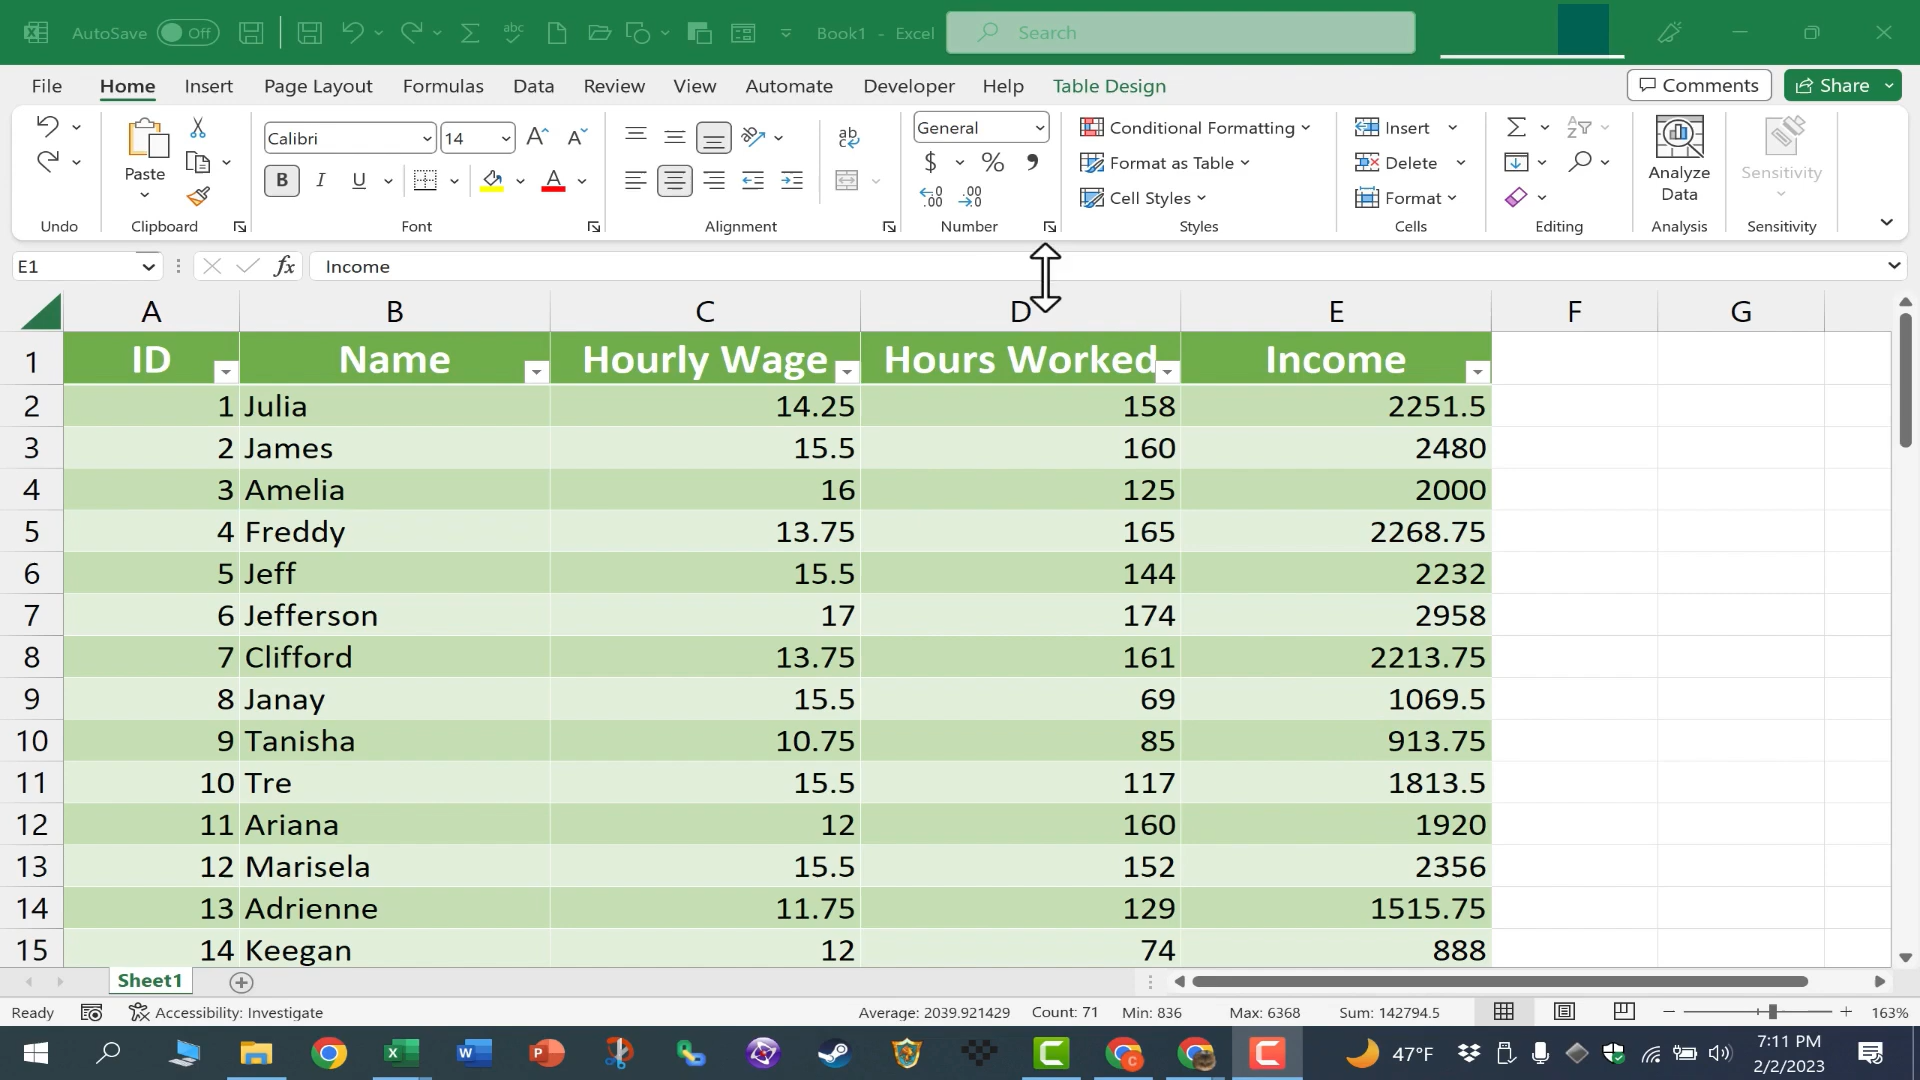 AutoSave Off Book1 - Excel Search
File Home Insert Page Layout Formulas Data Review View Automate Developer Help Table Design Comments Share
Paste
Calibri 14
B I U
ab
General
$ % 9
Conditional Formatting
Format as Table
Cell Styles
Insert
Delete
Format
Analyze
Data
Sensitivity
Undo Clipboard Font Alignment Number Styles Cells Editing Analysis Sensitivity
E1 fx Income
A B C D E F G
1 ID Name Hourly Wage Hours Worked Income
2 1 Julia 14.25 158 2251.5
3 2 James 15.5 160 2480
4 3 Amelia 16 125 2000
5 4 Freddy 13.75 165 2268.75
6 5 Jeff 15.5 144 2232
7 6 Jefferson 17 174 2958
8 7 Clifford 13.75 161 2213.75
9 8 Janay 15.5 69 1069.5
10 9 Tanisha 10.75 85 913.75
11 10 Tre 15.5 117 1813.5
12 11 Ariana 12 160 1920
13 12 Marisela 15.5 152 2356
14 13 Adrienne 11.75 129 1515.75
15 14 Keegan 12 74 888
Sheet1
Ready Accessibility: Investigate Average: 2039.921429 Count: 71 Min: 836 Max: 6368 Sum: 142794.5 163%
47°F 7:11 PM
2/2/2023